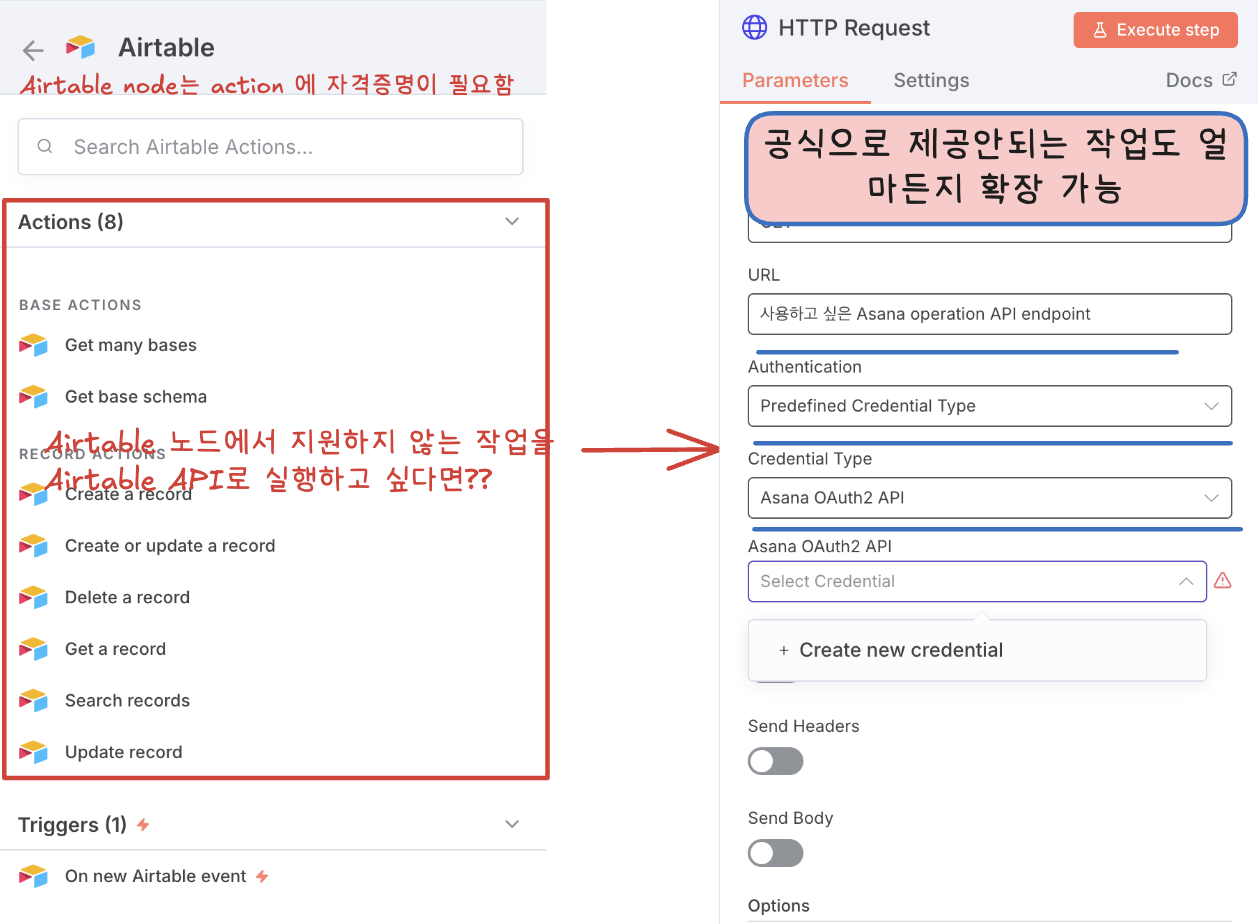 Airtable
Airtable node는 action 에 자격증명이 필요함
Search Airtable Actions...
Actions (8)
BASE ACTIONS
Get many bases
Get base schema
Airtable 노드에서 지원하지 않는 작업을
RECORD ACTIONS
Airtable API로 실행하고 싶다면??
Create a record
Create or update a record
Delete a record
Get a record
Search records
Update record
Triggers (1)
On new Airtable event
HTTP Request
Execute step
Parameters
Settings
Docs
공식으로 제공안되는 작업도 얼
마든지 확장 가능
URL
사용하고 싶은 Asana operation API endpoint
Authentication
Predefined Credential Type
Credential Type
Asana OAuth2 API
Asana OAuth2 API
Select Credential
+ Create new credential
Send Headers
Send Body
Options